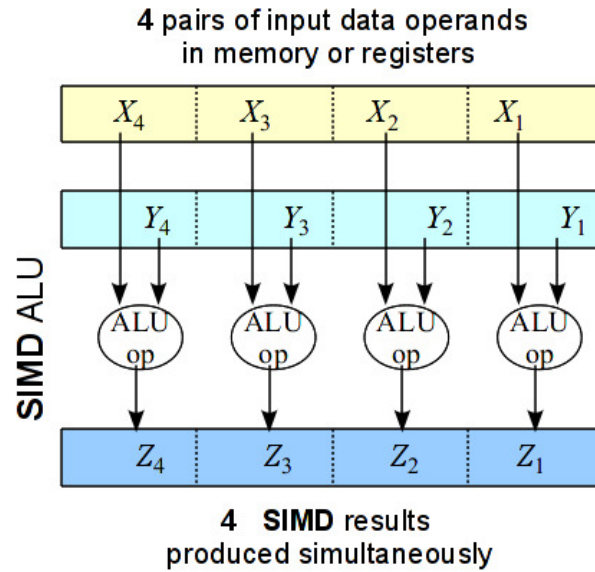 4 pairs of input data operands
in memory or registers
X₄ X₃ X₂ X₁
Y₄ Y₃ Y₂ Y₁
SIMD ALU
ALU op ALU op ALU op ALU op
Z₄ Z₃ Z₂ Z₁
4 SIMD results
produced simultaneously